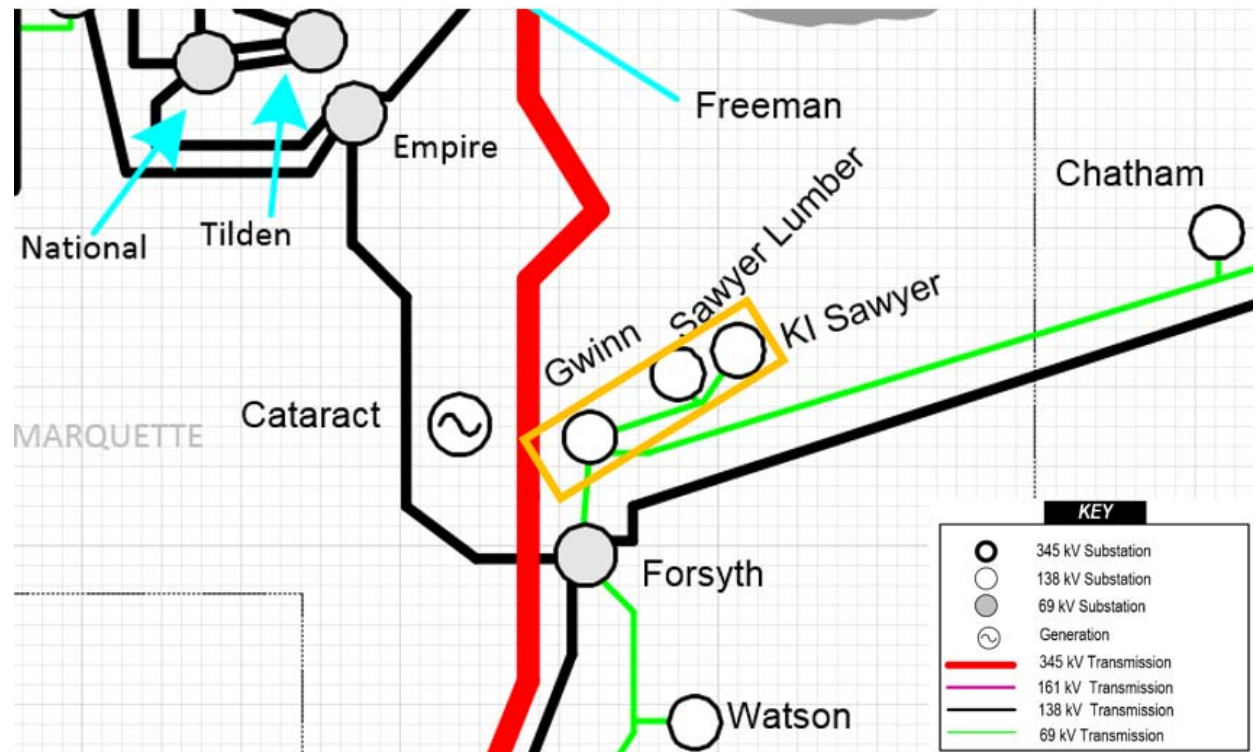 Freeman
Empire
Chatham
National
Tilden
Gwinn
Sawyer Lumber
KI Sawyer
Cataract
MARQUETTE
Forsyth
Watson
KEY
345 kV Substation
138 kV Substation
69 kV Substation
Generation
345 kV Transmission
161 kV Transmission
138 kV Transmission
69 kV Transmission